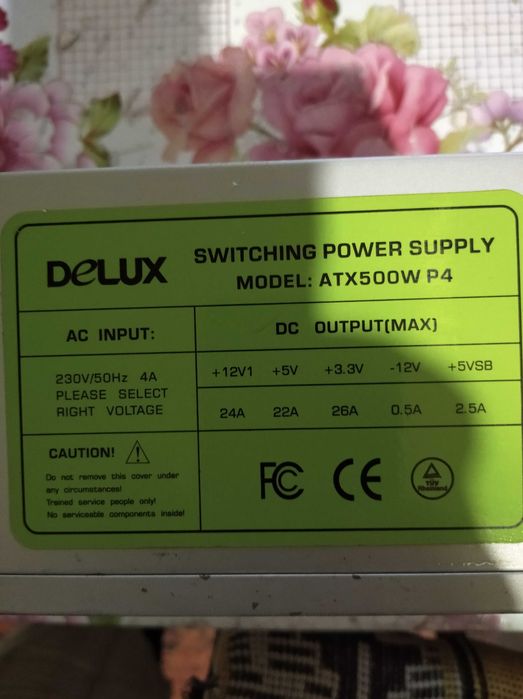 DeLUX
SWITCHING POWER SUPPLY
MODEL: ATX500W P4
AC INPUT:
DC OUTPUT(MAX)
230V/50Hz 4A
PLEASE SELECT
RIGHT VOLTAGE
+12V1 +5V +3.3V -12V +5VSB
24A 22A 26A 0.5A 2.5A
CAUTION!
Do not remove this cover under
any circumstances!
Trained service people only!
No serviceable components inside!
FC CE TÜV
Rheinland